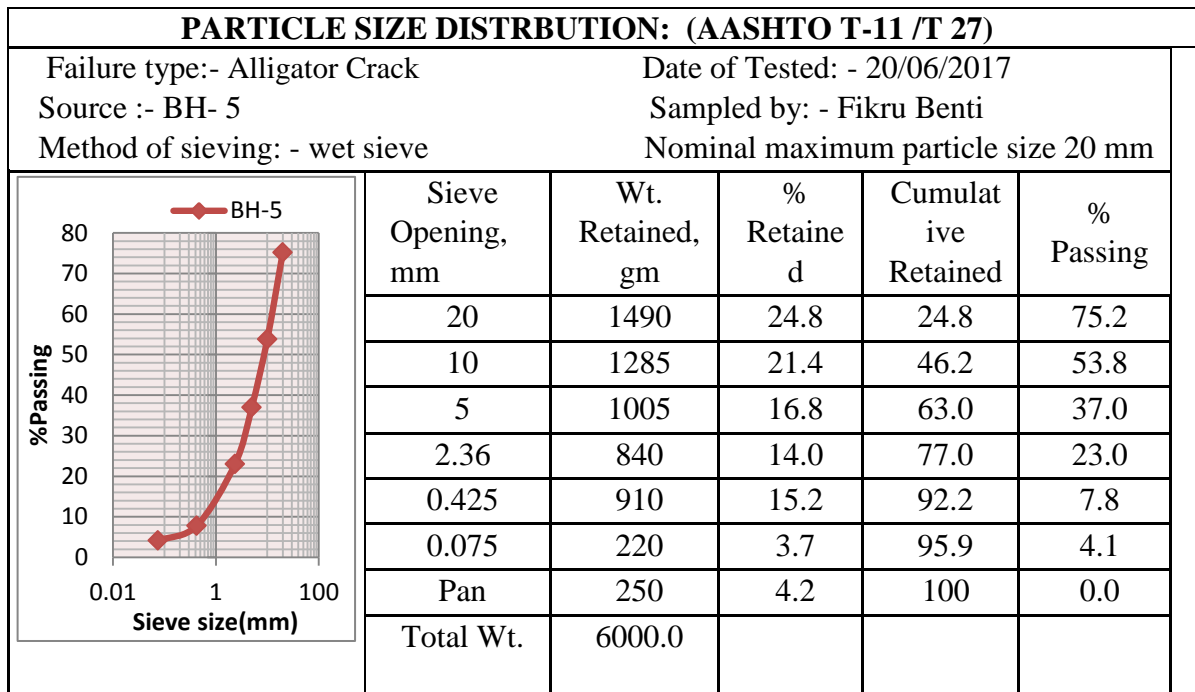 PARTICLE SIZE DISTRBUTION: (AASHTO T-11 /T 27)
Failure type:- Alligator Crack Date of Tested: - 20/06/2017
Source :- BH- 5 Sampled by: - Fikru Benti
Method of sieving: - wet sieve Nominal maximum particle size 20 mm
BH-5
80
70
60
50
40
30
20
10
0
%Passing
0.01 1 100
Sieve size(mm)
Sieve Opening, mm Wt. Retained, gm % Retaine d Cumulat ive Retained % Passing
20 1490 24.8 24.8 75.2
10 1285 21.4 46.2 53.8
5 1005 16.8 63.0 37.0
2.36 840 14.0 77.0 23.0
0.425 910 15.2 92.2 7.8
0.075 220 3.7 95.9 4.1
Pan 250 4.2 100 0.0
Total Wt. 6000.0